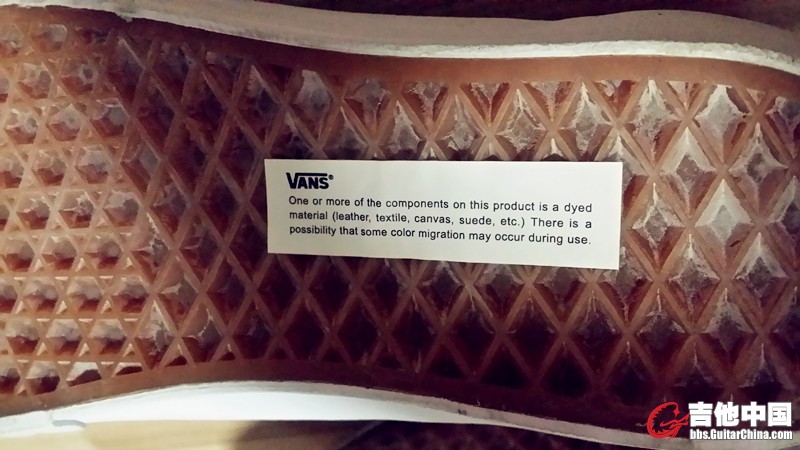 VANS®
One or more of the components on this product is a dyed
material (leather, textile, canvas, suede, etc.) There is a
possibility that some color migration may occur during use.
吉他中国
bbs.GuitarChina.com